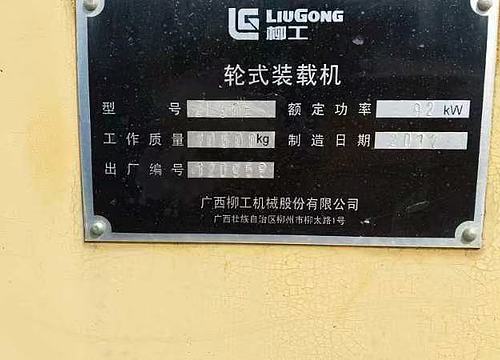 LG LIUGONG
柳工
轮式装载机
型号 额定功率 92 kW
工作质量 kg 制造日期
出厂编号
广西柳工机械股份有限公司
广西壮族自治区柳州市柳太路1号